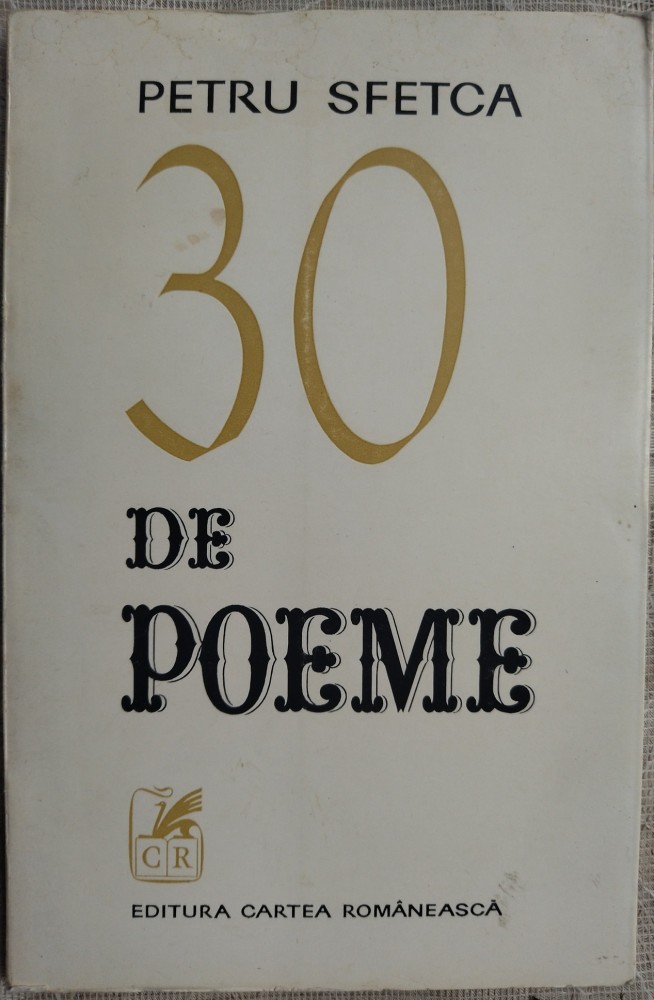 PETRU SFETCA
30
DE
POEME
CR
EDITURA CARTEA ROMÂNEASCĂ